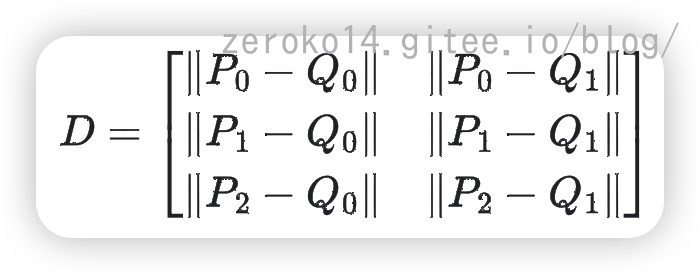 zeroko14.gitee.io/blog/
D = [ ‖P₀ − Q₀‖ ‖P₀ − Q₁‖
‖P₁ − Q₀‖ ‖P₁ − Q₁‖
‖P₂ − Q₀‖ ‖P₂ − Q₁‖ ]